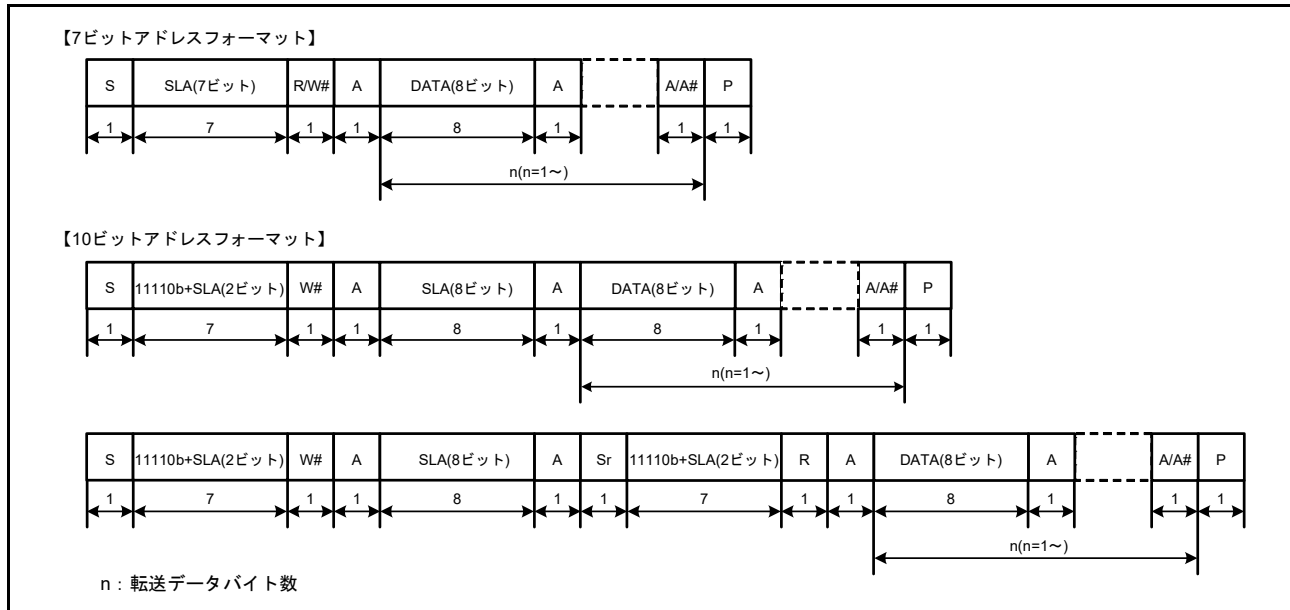 【7ビットアドレスフォーマット】
S SLA(7ビット) R/W# A DATA(8ビット) A A/A# P
1 7 1 1 8 1 1 1
n(n=1～)
【10ビットアドレスフォーマット】
S 11110b+SLA(2ビット) W# A SLA(8ビット) A DATA(8ビット) A A/A# P
1 7 1 1 8 1 8 1 1 1
n(n=1～)
S 11110b+SLA(2ビット) W# A SLA(8ビット) A Sr 11110b+SLA(2ビット) R A DATA(8ビット) A A/A# P
1 7 1 1 8 1 1 7 1 1 8 1 1 1
n(n=1～)
n：転送データバイト数